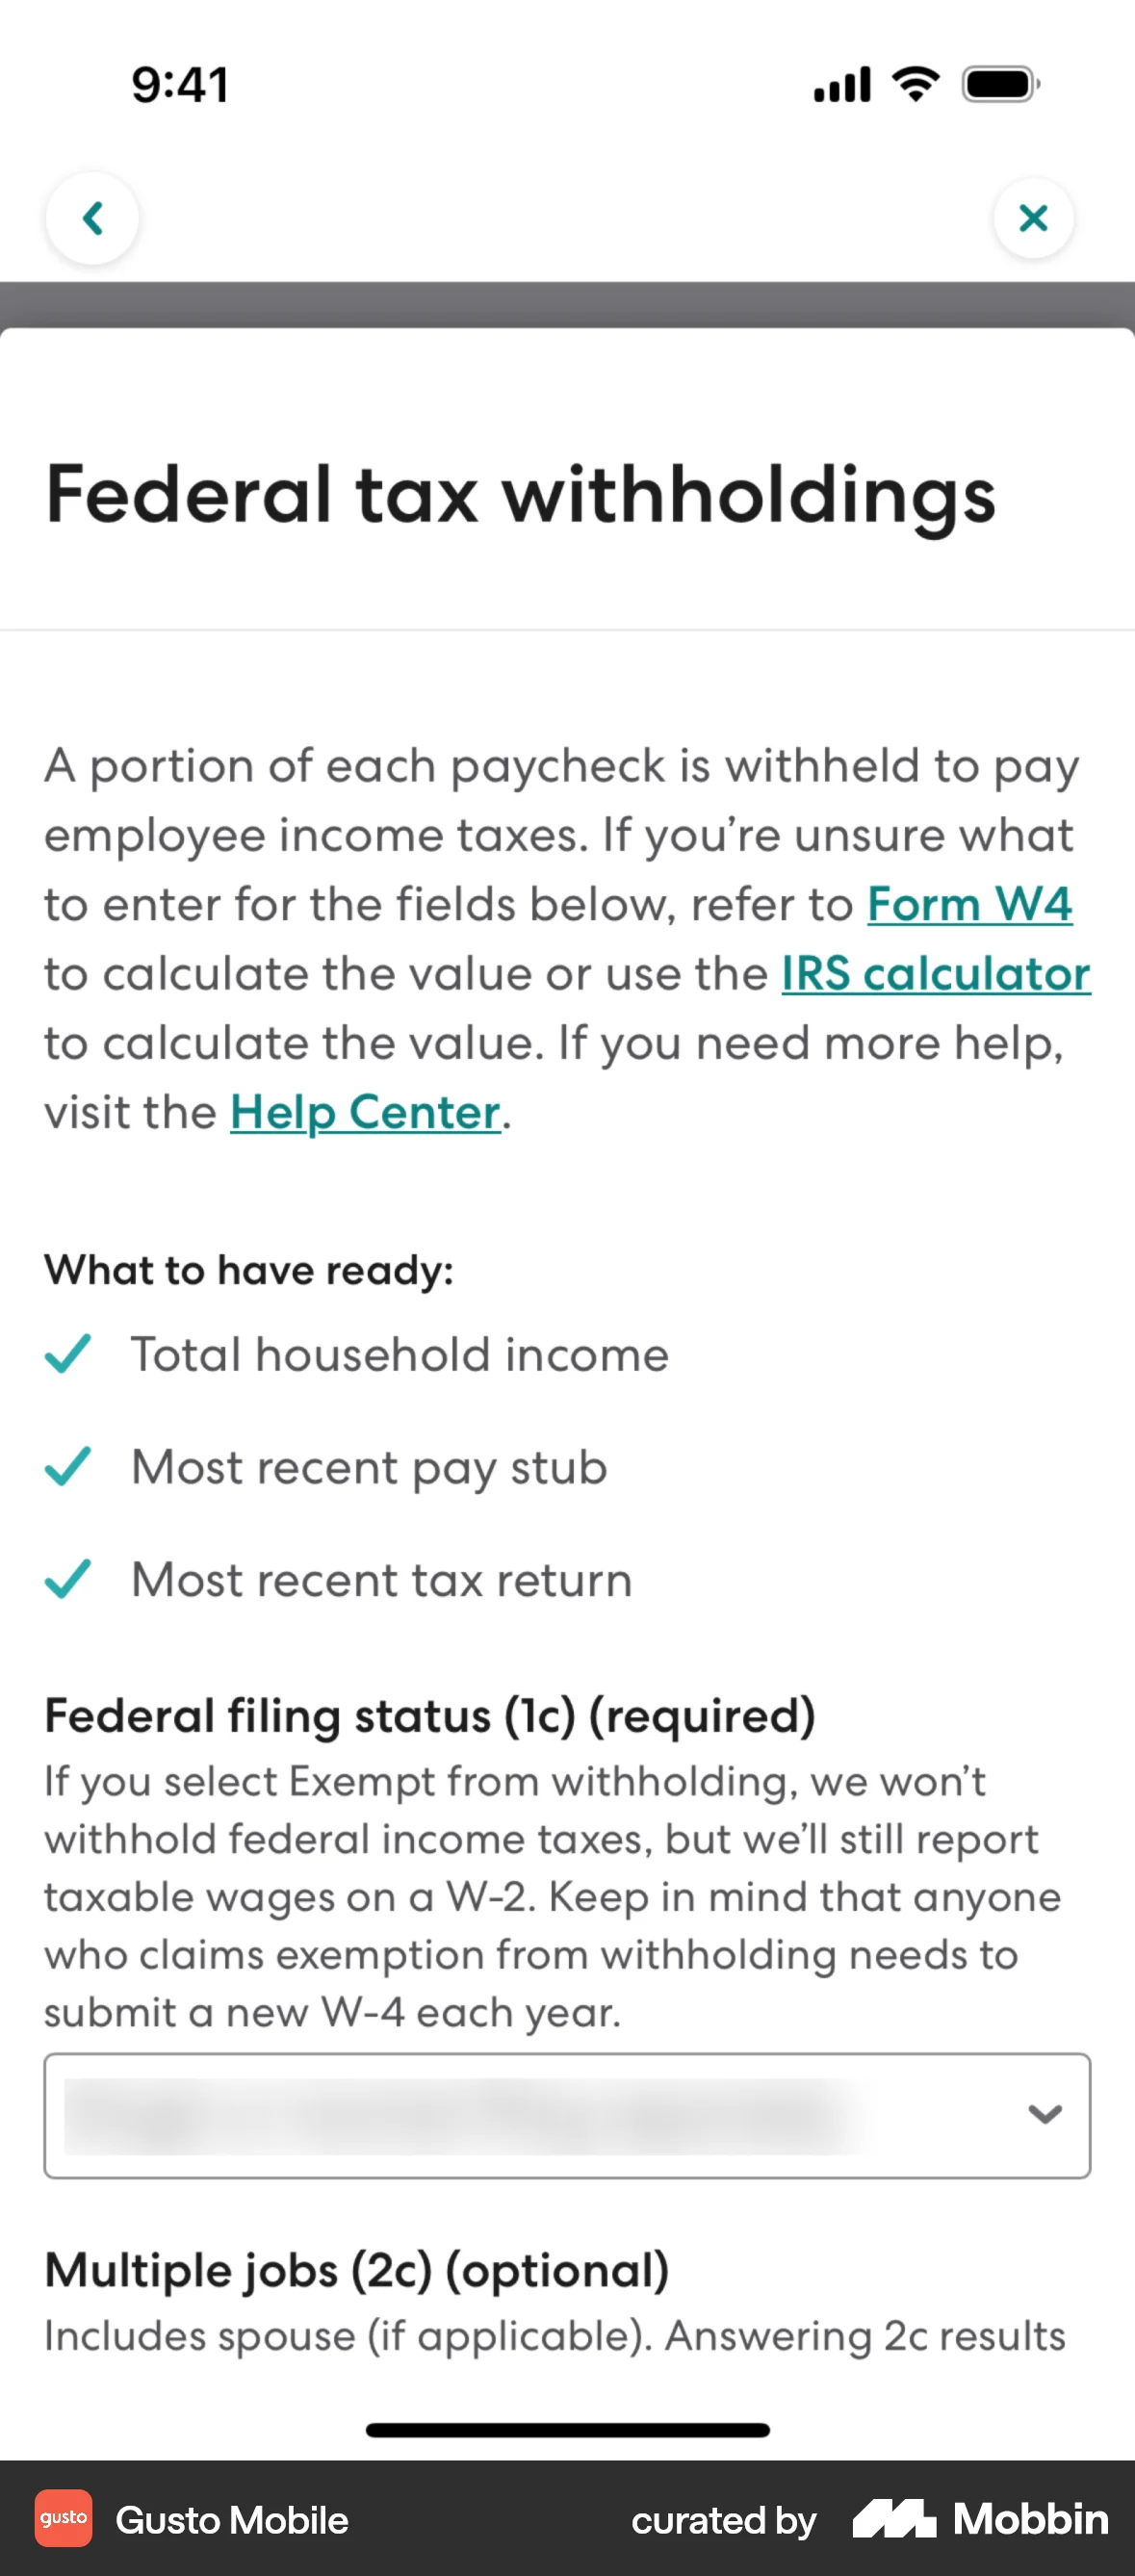 9:41
Federal tax withholdings
A portion of each paycheck is withheld to pay
employee income taxes. If you’re unsure what
to enter for the fields below, refer to Form W4
to calculate the value or use the IRS calculator
to calculate the value. If you need more help,
visit the Help Center.
What to have ready:
Total household income
Most recent pay stub
Most recent tax return
Federal filing status (1c) (required)
If you select Exempt from withholding, we won’t
withhold federal income taxes, but we’ll still report
taxable wages on a W-2. Keep in mind that anyone
who claims exemption from withholding needs to
submit a new W-4 each year.
Multiple jobs (2c) (optional)
Includes spouse (if applicable). Answering 2c results
gusto Gusto Mobile curated by Mobbin